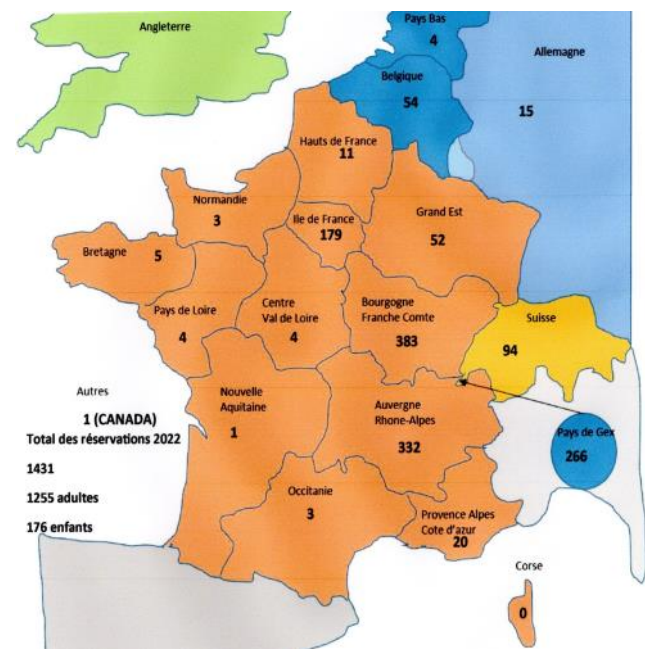 Angleterre
Pays Bas
4
Allemagne
15
Belgique
54
Hauts de France
11
Normandie
3
Ile de France
179
Grand Est
52
Bretagne
5
Pays de Loire
4
Centre
Val de Loire
4
Bourgogne
Franche Comte
383
Suisse
94
Autres
1 (CANADA)
Total des réservations 2022
1431
1255 adultes
176 enfants
Nouvelle
Aquitaine
1
Auvergne
Rhone-Alpes
332
Pays de Gex
266
Occitanie
3
Provence Alpes
Cote d'azur
20
Corse
0